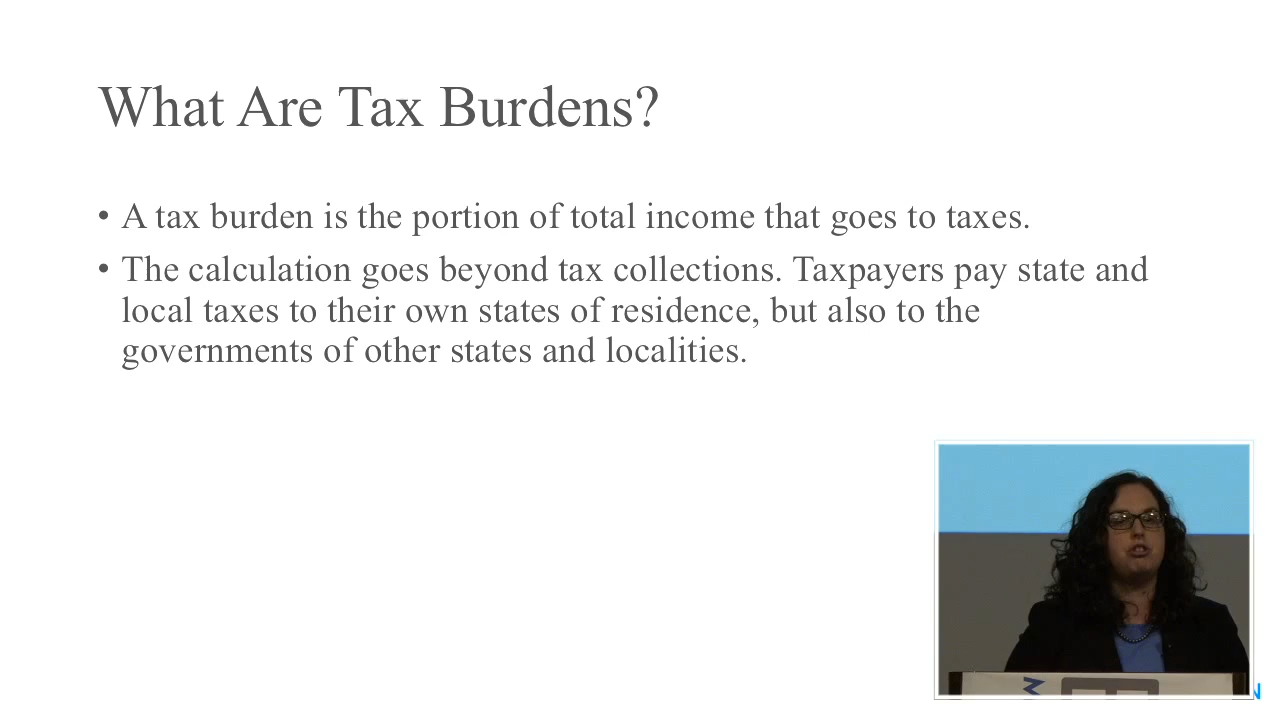 What Are Tax Burdens?
• A tax burden is the portion of total income that goes to taxes.
• The calculation goes beyond tax collections. Taxpayers pay state and
local taxes to their own states of residence, but also to the
governments of other states and localities.
N